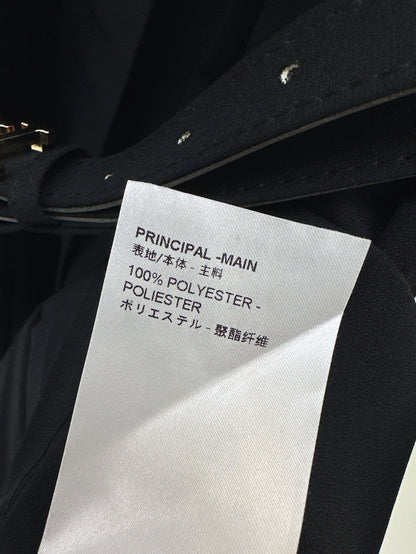 PRINCIPAL -MAIN
表地/本体 - 主料
100% POLYESTER -
POLIESTER
ポリエステル - 聚酯纤维